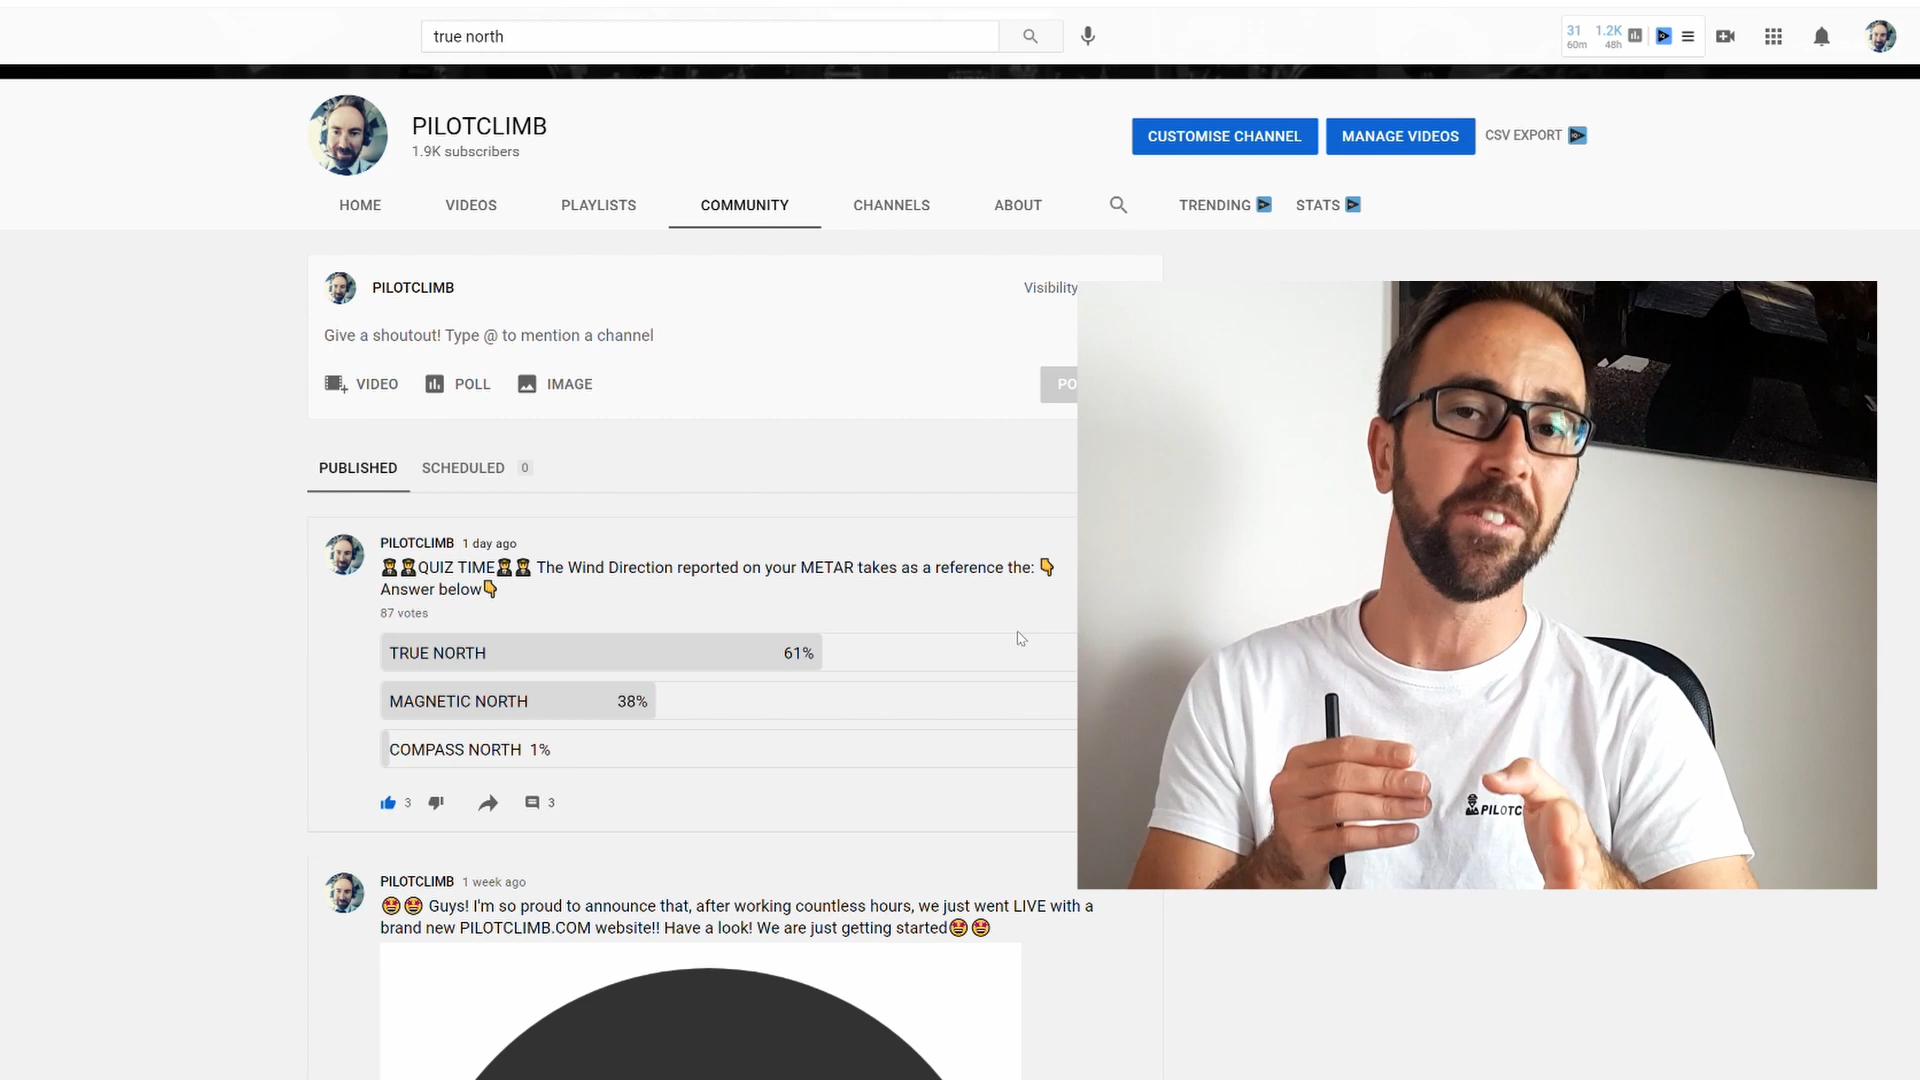 true north
31
60m
1.2K
48h
PILOTCLIMB
1.9K subscribers
CUSTOMISE CHANNEL
MANAGE VIDEOS
CSV EXPORT
HOME
VIDEOS
PLAYLISTS
COMMUNITY
CHANNELS
ABOUT
TRENDING
STATS
PILOTCLIMB
Visibility
Give a shoutout! Type @ to mention a channel
VIDEO
POLL
IMAGE
PO
PUBLISHED
SCHEDULED 0
PILOTCLIMB 1 day ago
👨‍✈️👨‍✈️QUIZ TIME👨‍✈️👨‍✈️ The Wind Direction reported on your METAR takes as a reference the: 👇
Answer below👇
87 votes
TRUE NORTH 61%
MAGNETIC NORTH 38%
COMPASS NORTH 1%
3
3
PILOTC
PILOTCLIMB 1 week ago
🤩🤩 Guys! I'm so proud to announce that, after working countless hours, we just went LIVE with a
brand new PILOTCLIMB.COM website!! Have a look! We are just getting started🤩🤩